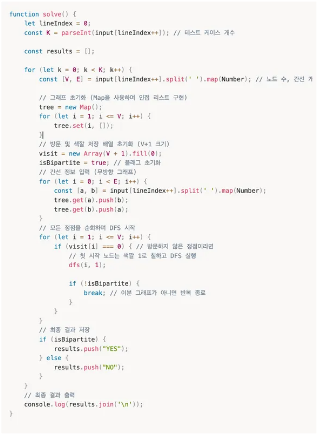 function solve() {
let lineIndex = 0;
const K = parseInt(input[lineIndex++]); // 테스트 케이스 개수
const results = [];
for (let k = 0; k < K; k++) {
const [V, E] = input[lineIndex++].split(' ').map(Number); // 노드 수, 간선 개
// 그래프 초기화 (Map을 사용하여 인접 리스트 구현)
tree = new Map();
for (let i = 1; i <= V; i++) {
tree.set(i, []);
}
// 방문 및 색깔 저장 배열 초기화 (V+1 크기)
visit = new Array(V + 1).fill(0);
isBipartite = true; // 플래그 초기화
// 간선 정보 입력 (무방향 그래프)
for (let i = 0; i < E; i++) {
const [a, b] = input[lineIndex++].split(' ').map(Number);
tree.get(a).push(b);
tree.get(b).push(a);
}
// 모든 정점을 순회하며 DFS 시작
for (let i = 1; i <= V; i++) {
if (visit[i] === 0) { // 방문하지 않은 정점이라면
// 첫 시작 노드는 색깔 1로 칠하고 DFS 실행
dfs(i, 1);
if (!isBipartite) {
break; // 이분 그래프가 아니면 반복 종료
}
}
}
// 최종 결과 저장
if (isBipartite) {
results.push("YES");
} else {
results.push("NO");
}
}
// 최종 결과 출력
console.log(results.join('\n'));
}